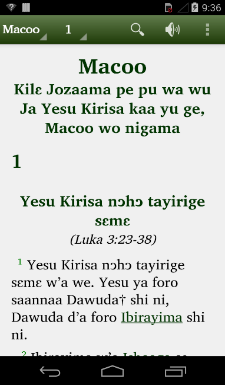 9:36
Macoo 1
Macoo
Kilɛ Jozaama pe pu wa wu
Ja Yesu Kirisa kaa yu ge,
Macoo wo nigama
1
Yesu Kirisa nɔhɔ tayirige
sɛmɛ
(Luka 3:23-38)
1 Yesu Kirisa nɔhɔ tayirige
sɛmɛ w'a we. Yesu ya foro
saannaa Dawuda† shi ni,
Dawuda d'a foro Ibirayima shi
ni.
2 Ibirayima